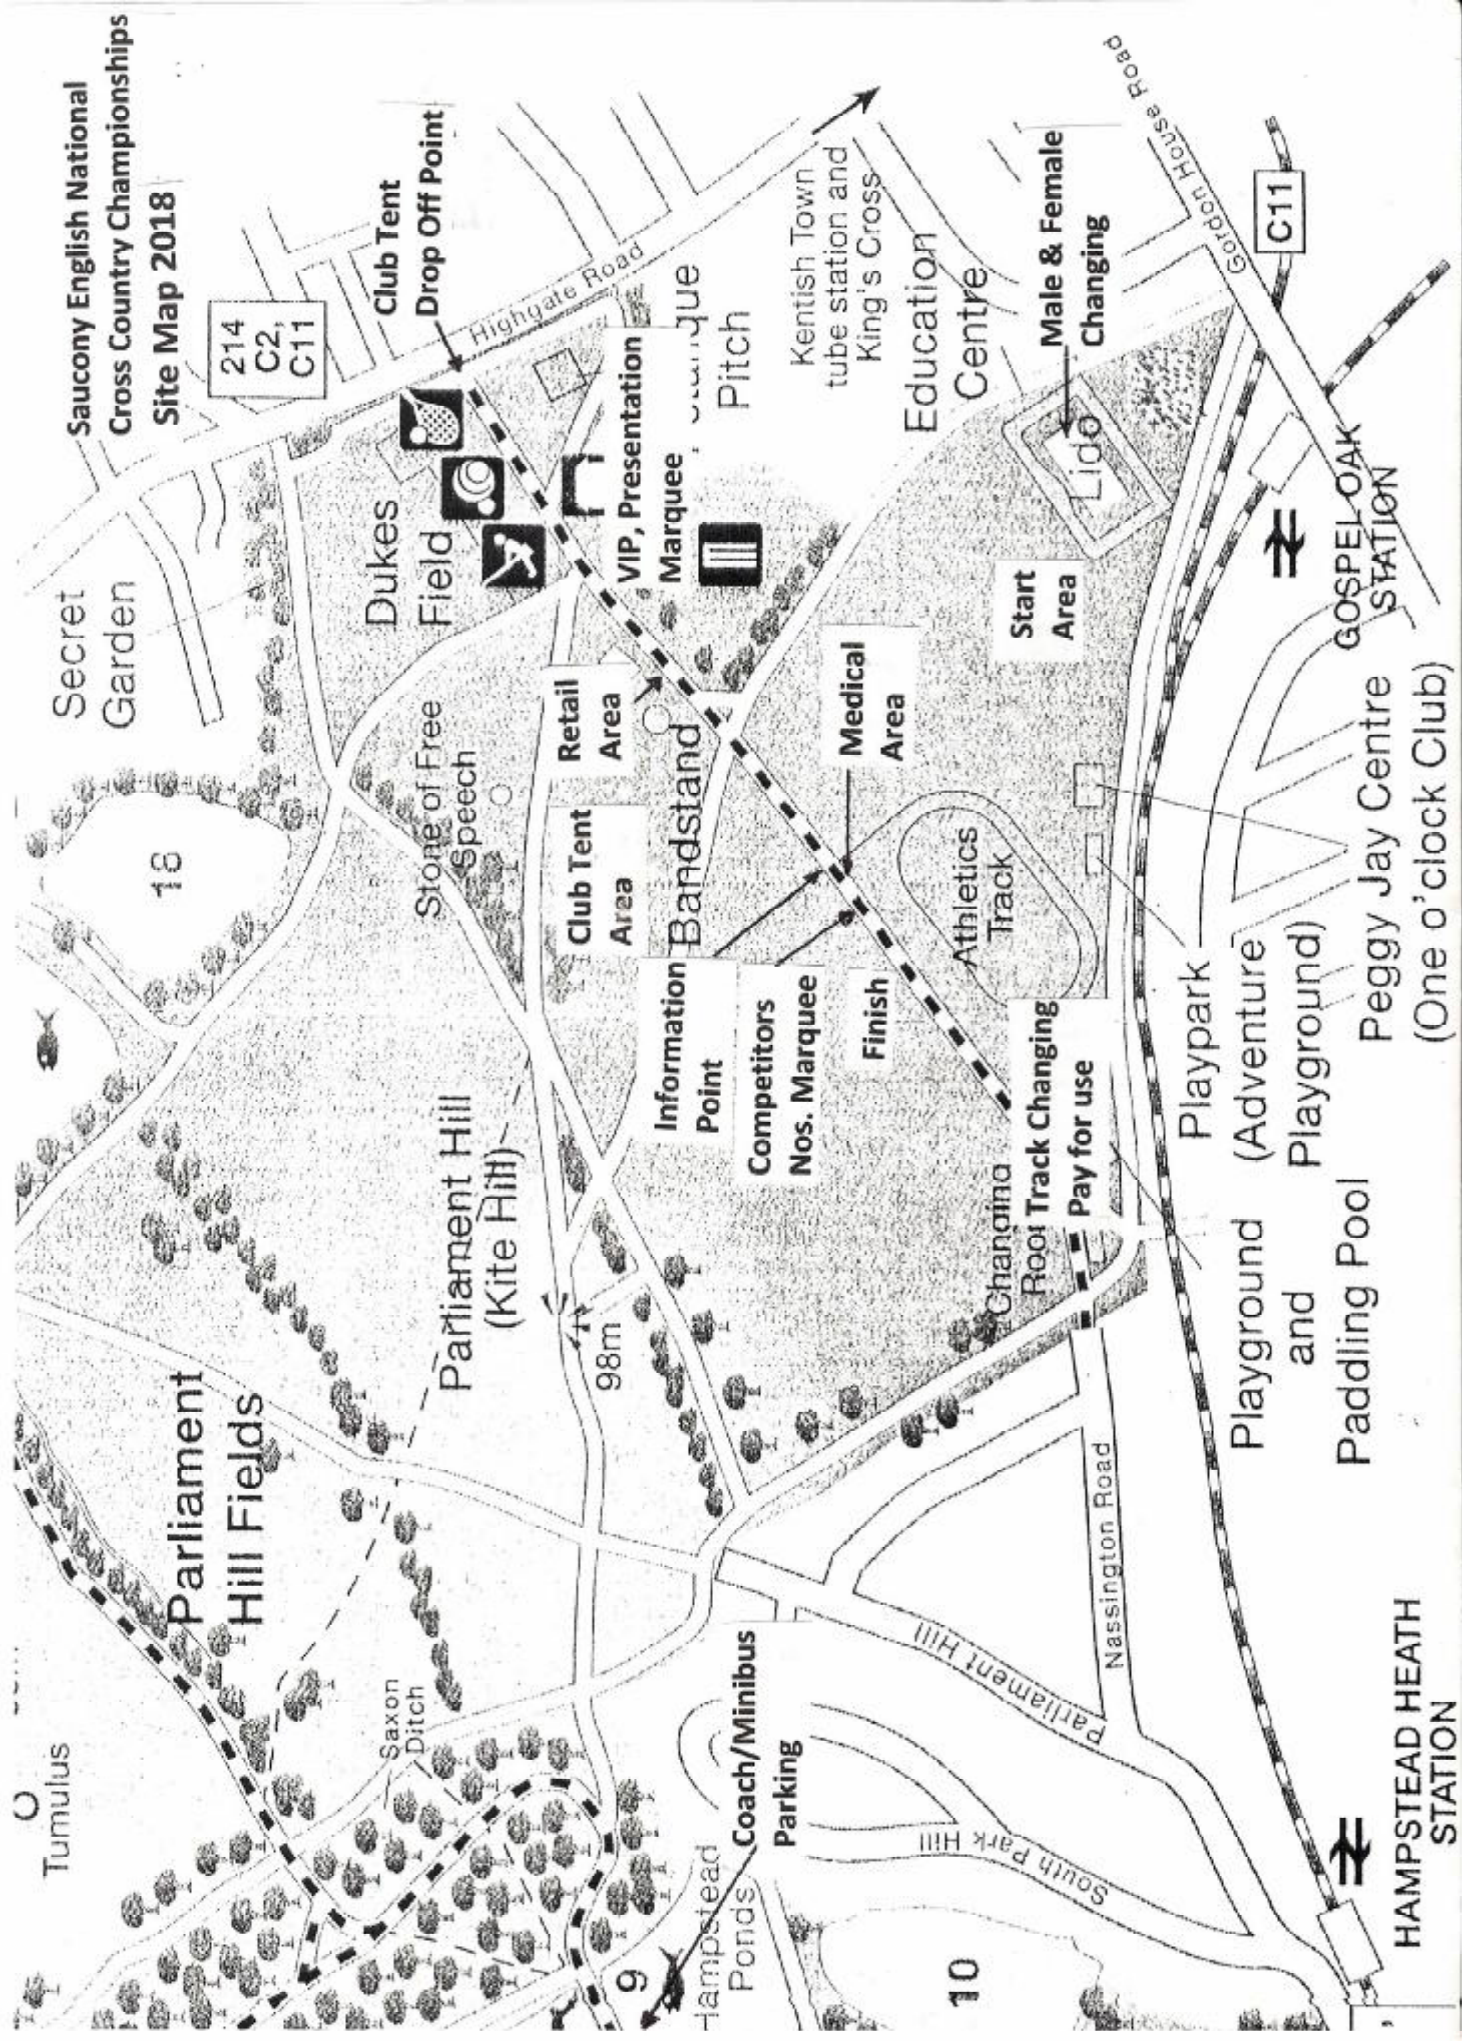 Saucony English National
Cross Country Championships
Site Map 2018
214
C2,
C11
Club Tent
Drop Off Point
Highgate Road
Secret
Garden
Dukes
Field
VIP, Presentation
Marquee
Pitch
Kentish Town
tube station and
King's Cross
Education
Centre
Male & Female
Changing
Gordon House Road
C11
Lido
Start
Area
GOSPEL OAK
STATION
18
Stone of Free
Speech
Retail
Area
Bandstand
Medical
Area
Club Tent
Area
Athletics
Track
Information
Point
Competitors
Nos. Marquee
Finish
Track Changing
Pay for use
Changing
Playpark
(Adventure
Playground)
Peggy Jay Centre
(One o'clock Club)
Parliament Hill
(Kite Hill)
98m
Playground
and
Paddling Pool
Parliament
Hill Fields
Nassington Road
Parliament Hill
South Park Hill
Saxon
Ditch
Tumulus
Coach/Minibus
Parking
Hampstead
Ponds
9
10
HAMPSTEAD HEATH
STATION